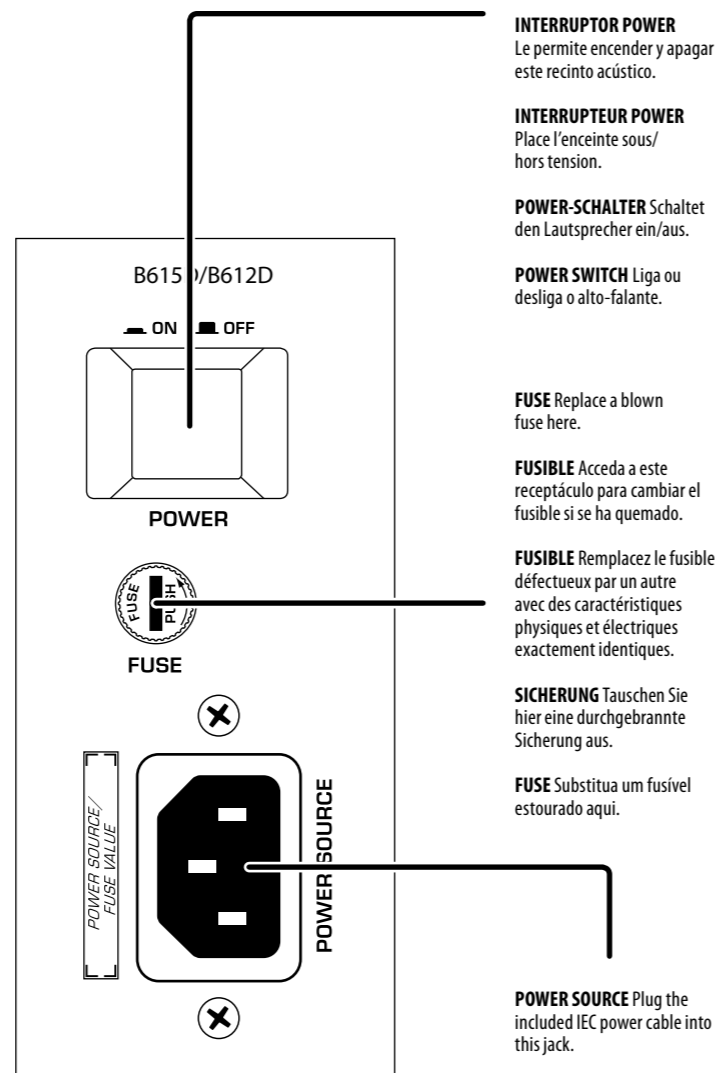 INTERRUPTOR POWER
Le permite encender y apagar
este recinto acústico.
INTERRUPTEUR POWER
Place l’enceinte sous/
hors tension.
POWER-SCHALTER Schaltet
den Lautsprecher ein/aus.
POWER SWITCH Liga ou
desliga o alto-falante.
B615D/B612D
ON OFF
POWER
FUSE PUSH
FUSE
FUSE Replace a blown
fuse here.
FUSIBLE Acceda a este
receptáculo para cambiar el
fusible si se ha quemado.
FUSIBLE Remplacez le fusible
défectueux par un autre
avec des caractéristiques
physiques et électriques
exactement identiques.
SICHERUNG Tauschen Sie
hier eine durchgebrannte
Sicherung aus.
FUSE Substitua um fusível
estourado aqui.
POWER SOURCE/
FUSE VALUE
POWER SOURCE
POWER SOURCE Plug the
included IEC power cable into
this jack.